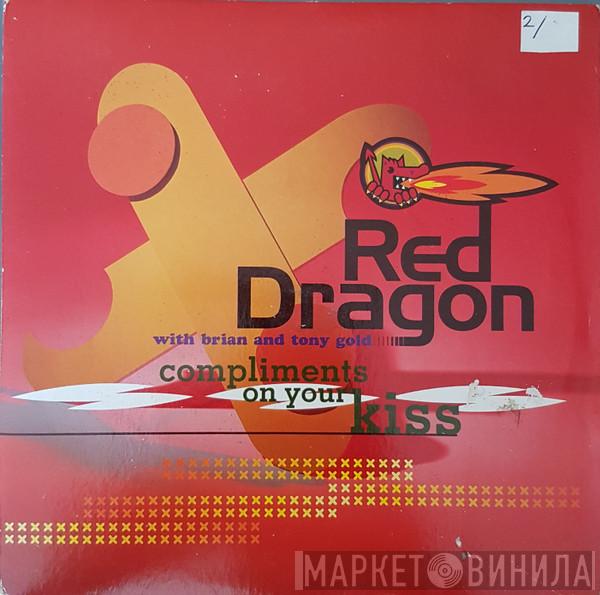 2/
Red
Dragon
with brian and tony gold
compliments
on your
kiss
МАРКЕТ ВИНИЛА